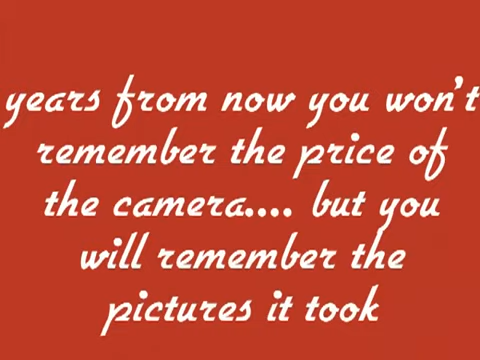 years from now you won't
remember the price of
the camera.... but you
will remember the
pictures it took